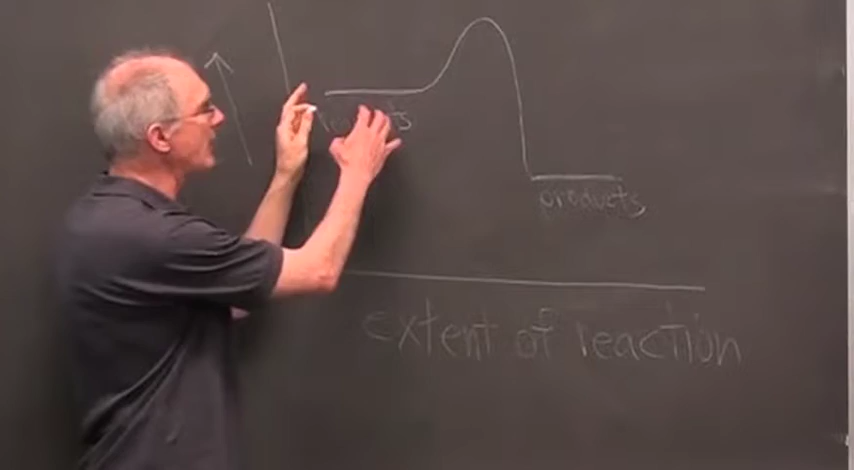 products
extent of reaction